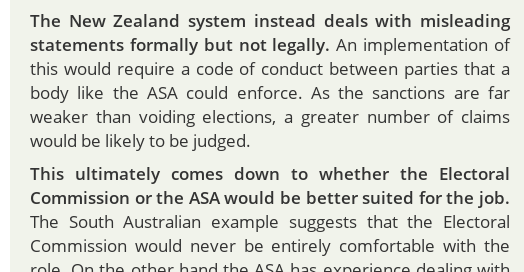 The New Zealand system instead deals with misleading
statements formally but not legally. An implementation of
this would require a code of conduct between parties that a
body like the ASA could enforce. As the sanctions are far
weaker than voiding elections, a greater number of claims
would be likely to be judged.
This ultimately comes down to whether the Electoral
Commission or the ASA would be better suited for the job.
The South Australian example suggests that the Electoral
Commission would never be entirely comfortable with the
role. On the other hand the ASA has experience dealing with